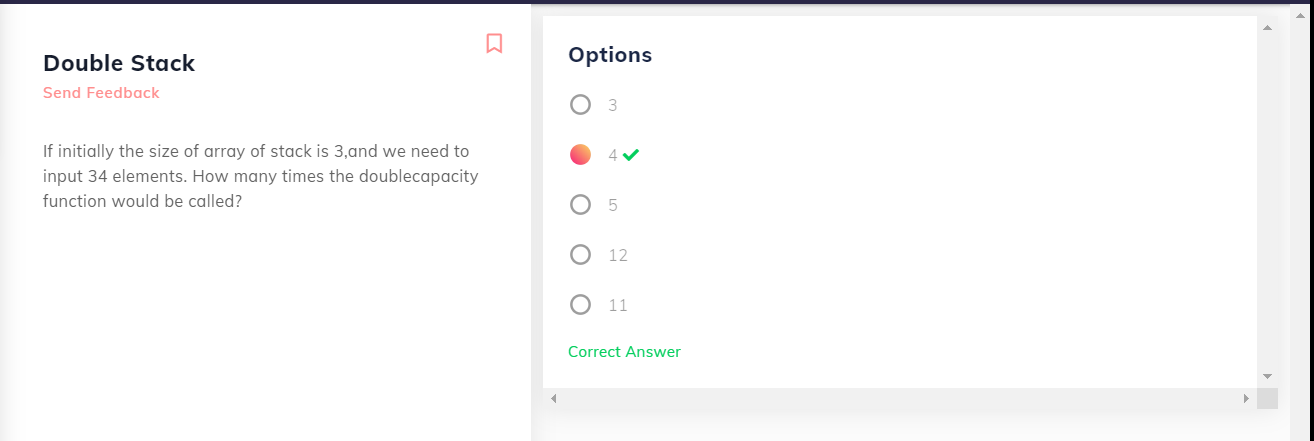 Double Stack
Send Feedback
If initially the size of array of stack is 3,and we need to
input 34 elements. How many times the doublecapacity
function would be called?
Options
3
4
5
12
11
Correct Answer